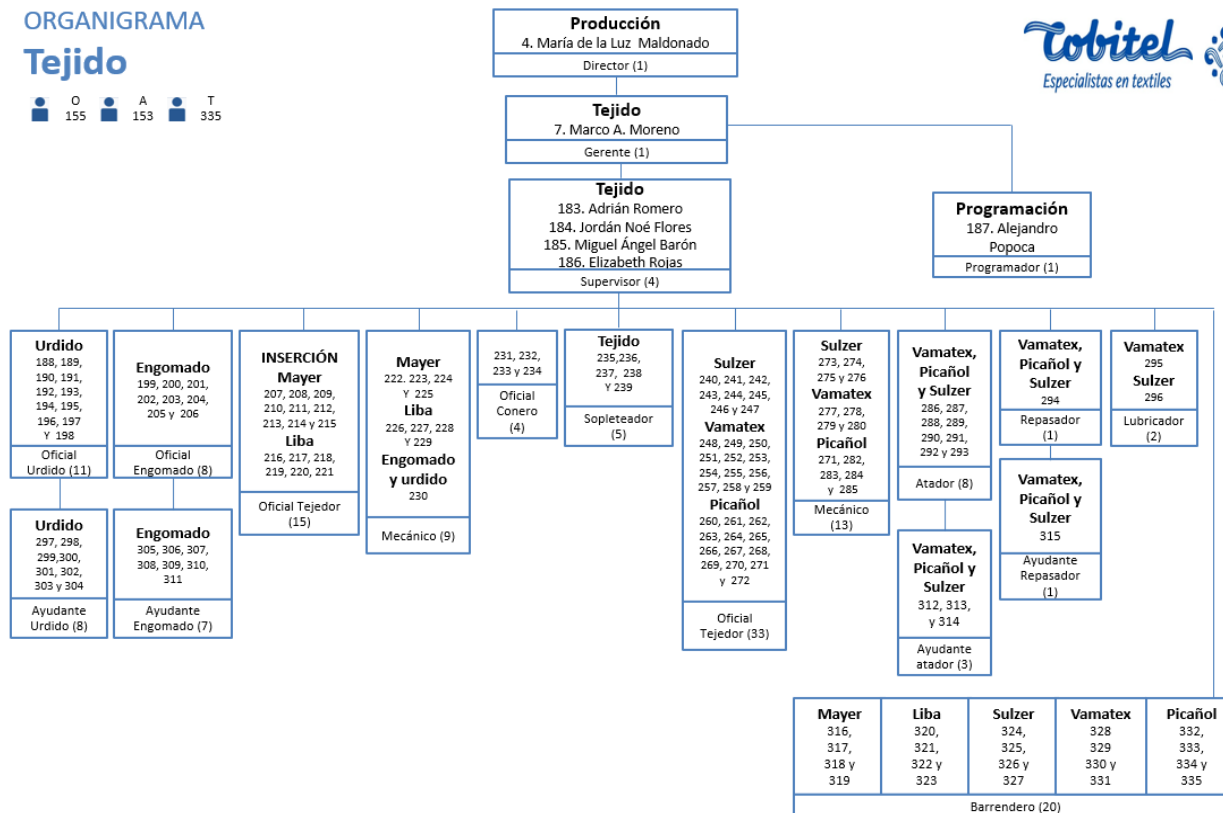 ORGANIGRAMA
Tejido
O
155
A
153
T
335
Tobitel
Especialistas en textiles
Producción
4. María de la Luz Maldonado
Director (1)
Tejido
7. Marco A. Moreno
Gerente (1)
Tejido
183. Adrián Romero
184. Jordán Noé Flores
185. Miguel Ángel Barón
186. Elizabeth Rojas
Supervisor (4)
Programación
187. Alejandro
Popoca
Programador (1)
Urdido
188, 189,
190, 191,
192, 193,
194, 195,
196, 197
Y 198
Oficial
Urdido (11)
Urdido
297, 298,
299,300,
301, 302,
303 y 304
Ayudante
Urdido (8)
Engomado
199, 200, 201,
202, 203, 204,
205 y 206
Oficial
Engomado (8)
Engomado
305, 306, 307,
308, 309, 310,
311
Ayudante
Engomado (7)
INSERCIÓN
Mayer
207, 208, 209,
210, 211, 212,
213, 214 y 215
Liba
216, 217, 218,
219, 220, 221
Oficial Tejedor
(15)
Mayer
222. 223, 224
Y 225
Liba
226, 227, 228
Y 229
Engomado
y urdido
230
Mecánico (9)
231, 232,
233 y 234
Oficial
Conero
(4)
Tejido
235,236,
237, 238
Y 239
Sopleteador
(5)
Sulzer
240, 241, 242,
243, 244, 245,
246 y 247
Vamatex
248, 249, 250,
251, 252, 253,
254, 255, 256,
257, 258 y 259
Picañol
260, 261, 262,
263, 264, 265,
266, 267, 268,
269, 270, 271
y 272
Oficial
Tejedor (33)
Sulzer
273, 274,
275 y 276
Vamatex
277, 278,
279 y 280
Picañol
271, 282,
283, 284
y 285
Mecánico
(13)
Vamatex,
Picañol
y Sulzer
286, 287,
288, 289,
290, 291,
292 y 293
Atador (8)
Vamatex,
Picañol y
Sulzer
312, 313,
y 314
Ayudante
atador (3)
Vamatex,
Picañol y
Sulzer
294
Repasador
(1)
Vamatex,
Picañol y
Sulzer
315
Ayudante
Repasador
(1)
Vamatex
295
Sulzer
296
Lubricador
(2)
Mayer
316,
317,
318 y
319
Liba
320,
321,
322 y
323
Sulzer
324,
325,
326 y
327
Vamatex
328
329
330 y
331
Picañol
332,
333,
334 y
335
Barrendero (20)